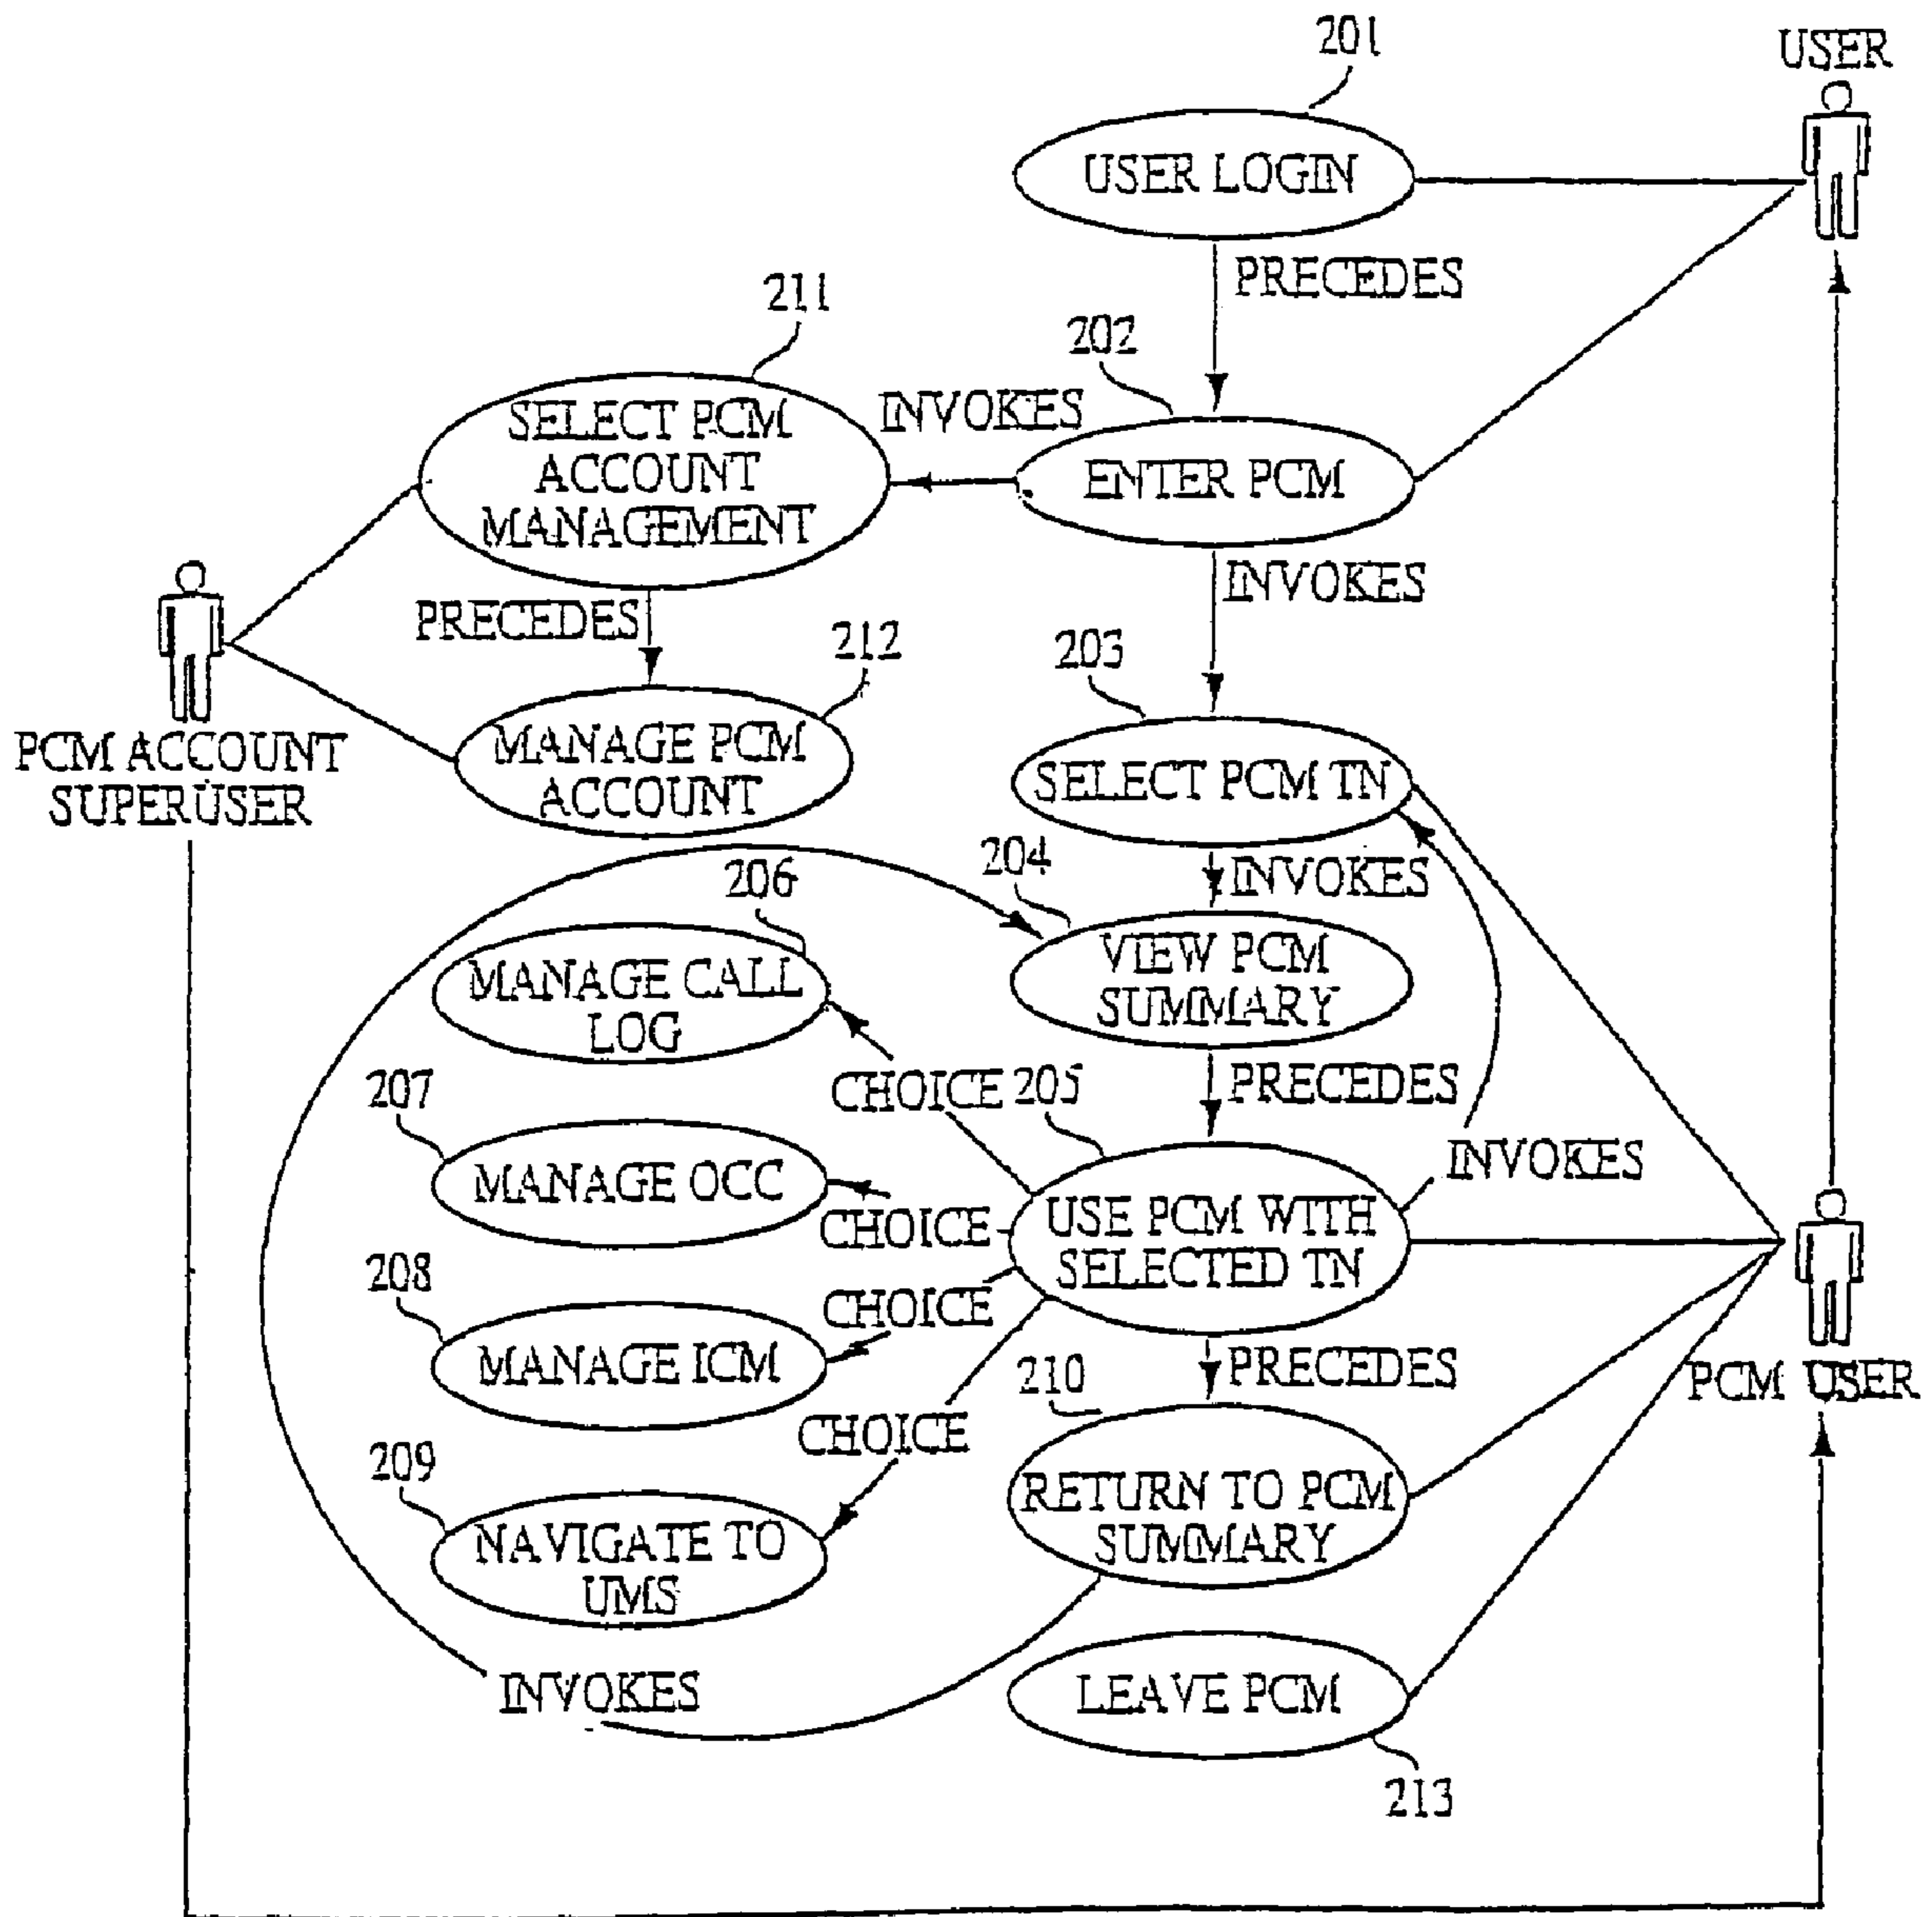 201
USER
USER LOGIN
PRECEDES
211
202
INVOKES
SELECT PCM
ACCOUNT
MANAGEMENT
ENTER PCM
INVOKES
PRECEDES
212
203
PCM ACCOUNT
SUPERUSER
MANAGE PCM
ACCOUNT
SELECT PCM TN
204
INVOKES
206
VIEW PCM
SUMMARY
MANAGE CALL
LOG
207
CHOICE
205
PRECEDES
INVOKES
MANAGE OCC
CHOICE
USE PCM WITH
SELECTED TN
208
CHOICE
MANAGE ICM
210
PRECEDES
PCM USER
CHOICE
209
RETURN TO PCM
SUMMARY
NAVIGATE TO
UMS
INVOKES
LEAVE PCM
213